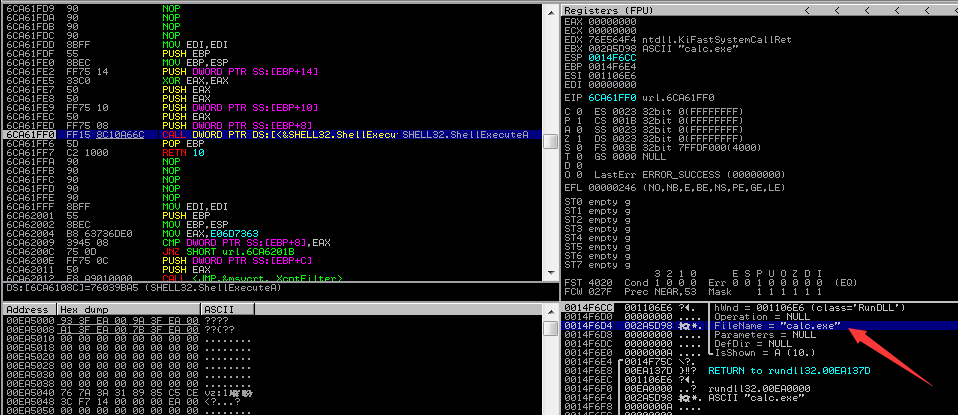 6CA61FD9 90 NOP
6CA61FDA 90 NOP
6CA61FDB 90 NOP
6CA61FDC 90 NOP
6CA61FDD 8BFF MOV EDI,EDI
6CA61FDF 55 PUSH EBP
6CA61FE0 8BEC MOV EBP,ESP
6CA61FE2 FF75 14 PUSH DWORD PTR SS:[EBP+14]
6CA61FE5 33C0 XOR EAX,EAX
6CA61FE7 50 PUSH EAX
6CA61FE8 50 PUSH EAX
6CA61FE9 FF75 10 PUSH DWORD PTR SS:[EBP+10]
6CA61FEC 50 PUSH EAX
6CA61FED FF75 08 PUSH DWORD PTR SS:[EBP+8]
6CA61FF0 FF15 8C10A66C CALL DWORD PTR DS:[<&SHELL32.ShellExecu SHELL32.ShellExecuteA
6CA61FF6 5D POP EBP
6CA61FF7 C2 1000 RETN 10
6CA61FFA 90 NOP
6CA61FFB 90 NOP
6CA61FFC 90 NOP
6CA61FFD 90 NOP
6CA61FFE 90 NOP
6CA61FFF 8BFF MOV EDI,EDI
6CA62001 55 PUSH EBP
6CA62002 8BEC MOV EBP,ESP
6CA62004 B8 63736DE0 MOV EAX,E06D7363
6CA62009 3945 08 CMP DWORD PTR SS:[EBP+8],EAX
6CA6200C 75 0D JNZ SHORT url.6CA6201B
6CA6200E FF75 0C PUSH DWORD PTR SS:[EBP+C]
6CA62011 50 PUSH EAX
6CA62012 E8 A9010000 CALL <JMP.&msvcrt._XcptFilter>
DS:[6CA6108C]=76039BA5 (SHELL32.ShellExecuteA)
Registers (FPU) < < < < < <
EAX 00000000
ECX 00000000
EDX 76E564F4 ntdll.KiFastSystemCallRet
EBX 002A5D98 ASCII "calc.exe"
ESP 0014F6CC
EBP 0014F6E4
ESI 001106E6
EDI 00000000
EIP 6CA61FF0 url.6CA61FF0
C 0 ES 0023 32bit 0(FFFFFFFF)
P 1 CS 001B 32bit 0(FFFFFFFF)
A 0 SS 0023 32bit 0(FFFFFFFF)
Z 1 DS 0023 32bit 0(FFFFFFFF)
S 0 FS 003B 32bit 7FFDF000(4000)
T 0 GS 0000 NULL
D 0
O 0 LastErr ERROR_SUCCESS (00000000)
EFL 00000246 (NO,NB,E,BE,NS,PE,GE,LE)
ST0 empty g
ST1 empty g
ST2 empty g
ST3 empty g
ST4 empty g
ST5 empty g
ST6 empty g
ST7 empty g
3 2 1 0 E S P U O Z D I
FST 4020 Cond 1 0 0 0 Err 0 0 1 0 0 0 0 0 (EQ)
FCW 027F Prec NEAR,53 Mask 1 1 1 1 1 1
Address Hex dump ASCII
00EA5000 93 3F EA 00 9A 3F EA 00 ????
00EA5008 A1 3F EA 00 7B 3F EA 00 ??{??
00EA5010 00 00 00 00 00 00 00 00 ........
00EA5018 00 00 00 00 00 00 00 00 ........
00EA5020 00 00 00 00 00 00 00 00 ........
00EA5028 00 00 00 00 00 00 00 00 ........
00EA5030 00 00 00 00 00 00 00 00 ........
00EA5038 00 00 00 00 00 00 00 00 ........
00EA5040 76 7A 3A 31 89 85 C5 CE vz:1
00EA5048 3C F7 14 00 00 00 EA 00 <?...?
0014F6CC 001106E6 hWnd = 001106E6 (class='RunDLL')
0014F6D0 00000000 .... Operation = NULL
0014F6D4 002A5D98 FileName = "calc.exe"
0014F6D8 00000000 .... Parameters = NULL
0014F6DC 00000000 .... DefDir = NULL
0014F6E0 0000000A .... IsShown = A (10.)
0014F6E4 0014F75C \?.
0014F6E8 00EA137D RETURN to rundll32.00EA137D
0014F6EC 001106E6
0014F6F0 00EA0000 ..? rundll32.00EA0000
0014F6F4 002A5D98 ASCII "calc.exe"